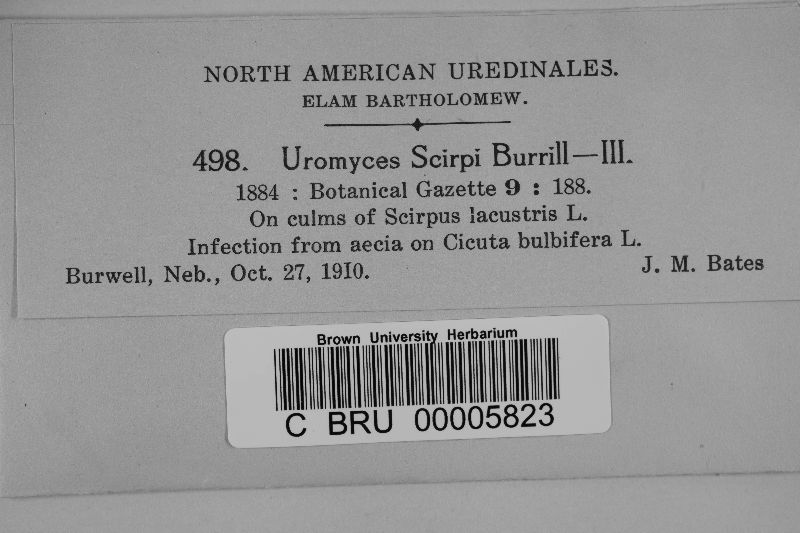 NORTH AMERICAN UREDINALES.
ELAM BARTHOLOMEW.
498. Uromyces Scirpi Burrill—III.
1884 : Botanical Gazette 9 : 188.
On culms of Scirpus lacustris L.
Infection from aecia on Cicuta bulbifera L.
Burwell, Neb., Oct. 27, 1910. J. M. Bates
Brown University Herbarium
C BRU 00005823